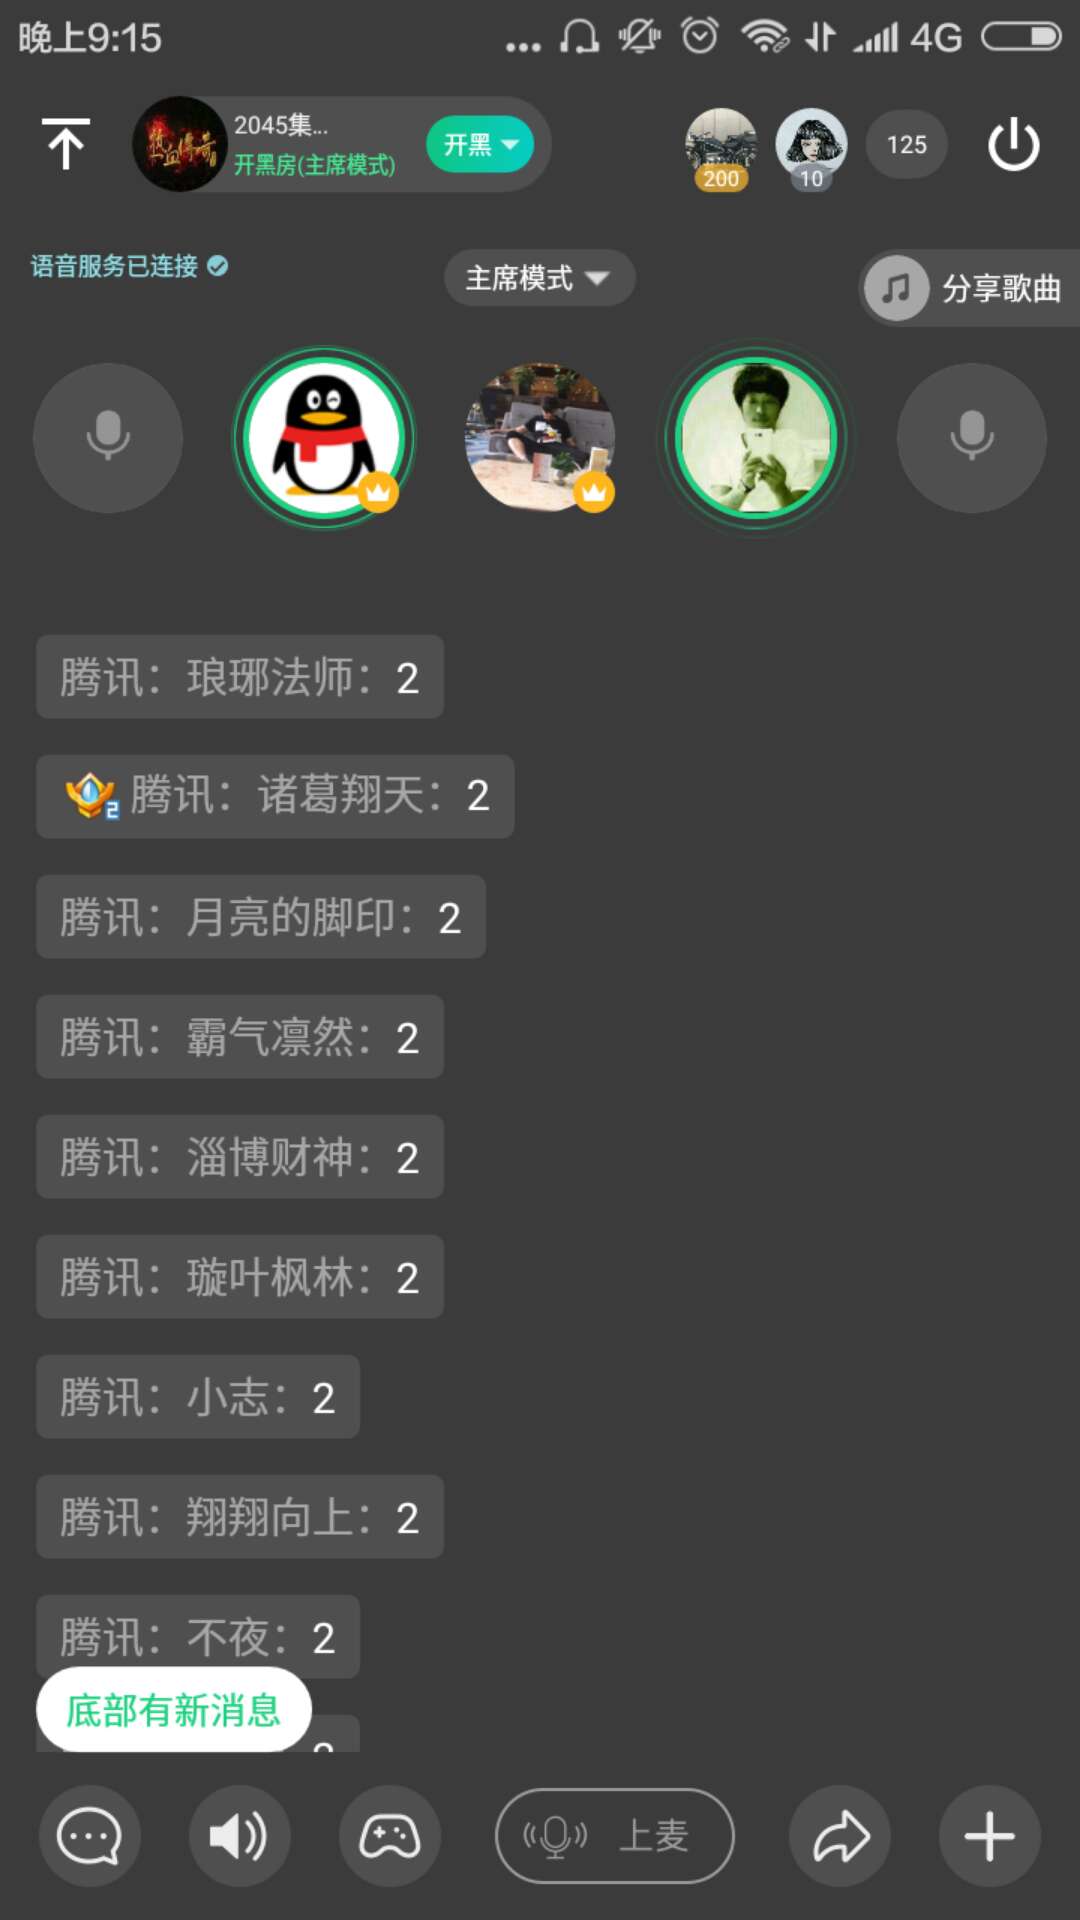 晚上9:15
4G
热血传奇
2045集...
开黑房(主席模式)
开黑
200
10
125
语音服务已连接
主席模式
分享歌曲
腾讯：琅琊法师：2
2
腾讯：诸葛翔天：2
腾讯：月亮的脚印：2
腾讯：霸气凛然：2
腾讯：淄博财神：2
腾讯：璇叶枫林：2
腾讯：小志：2
腾讯：翔翔向上：2
腾讯：不夜：2
底部有新消息
上麦